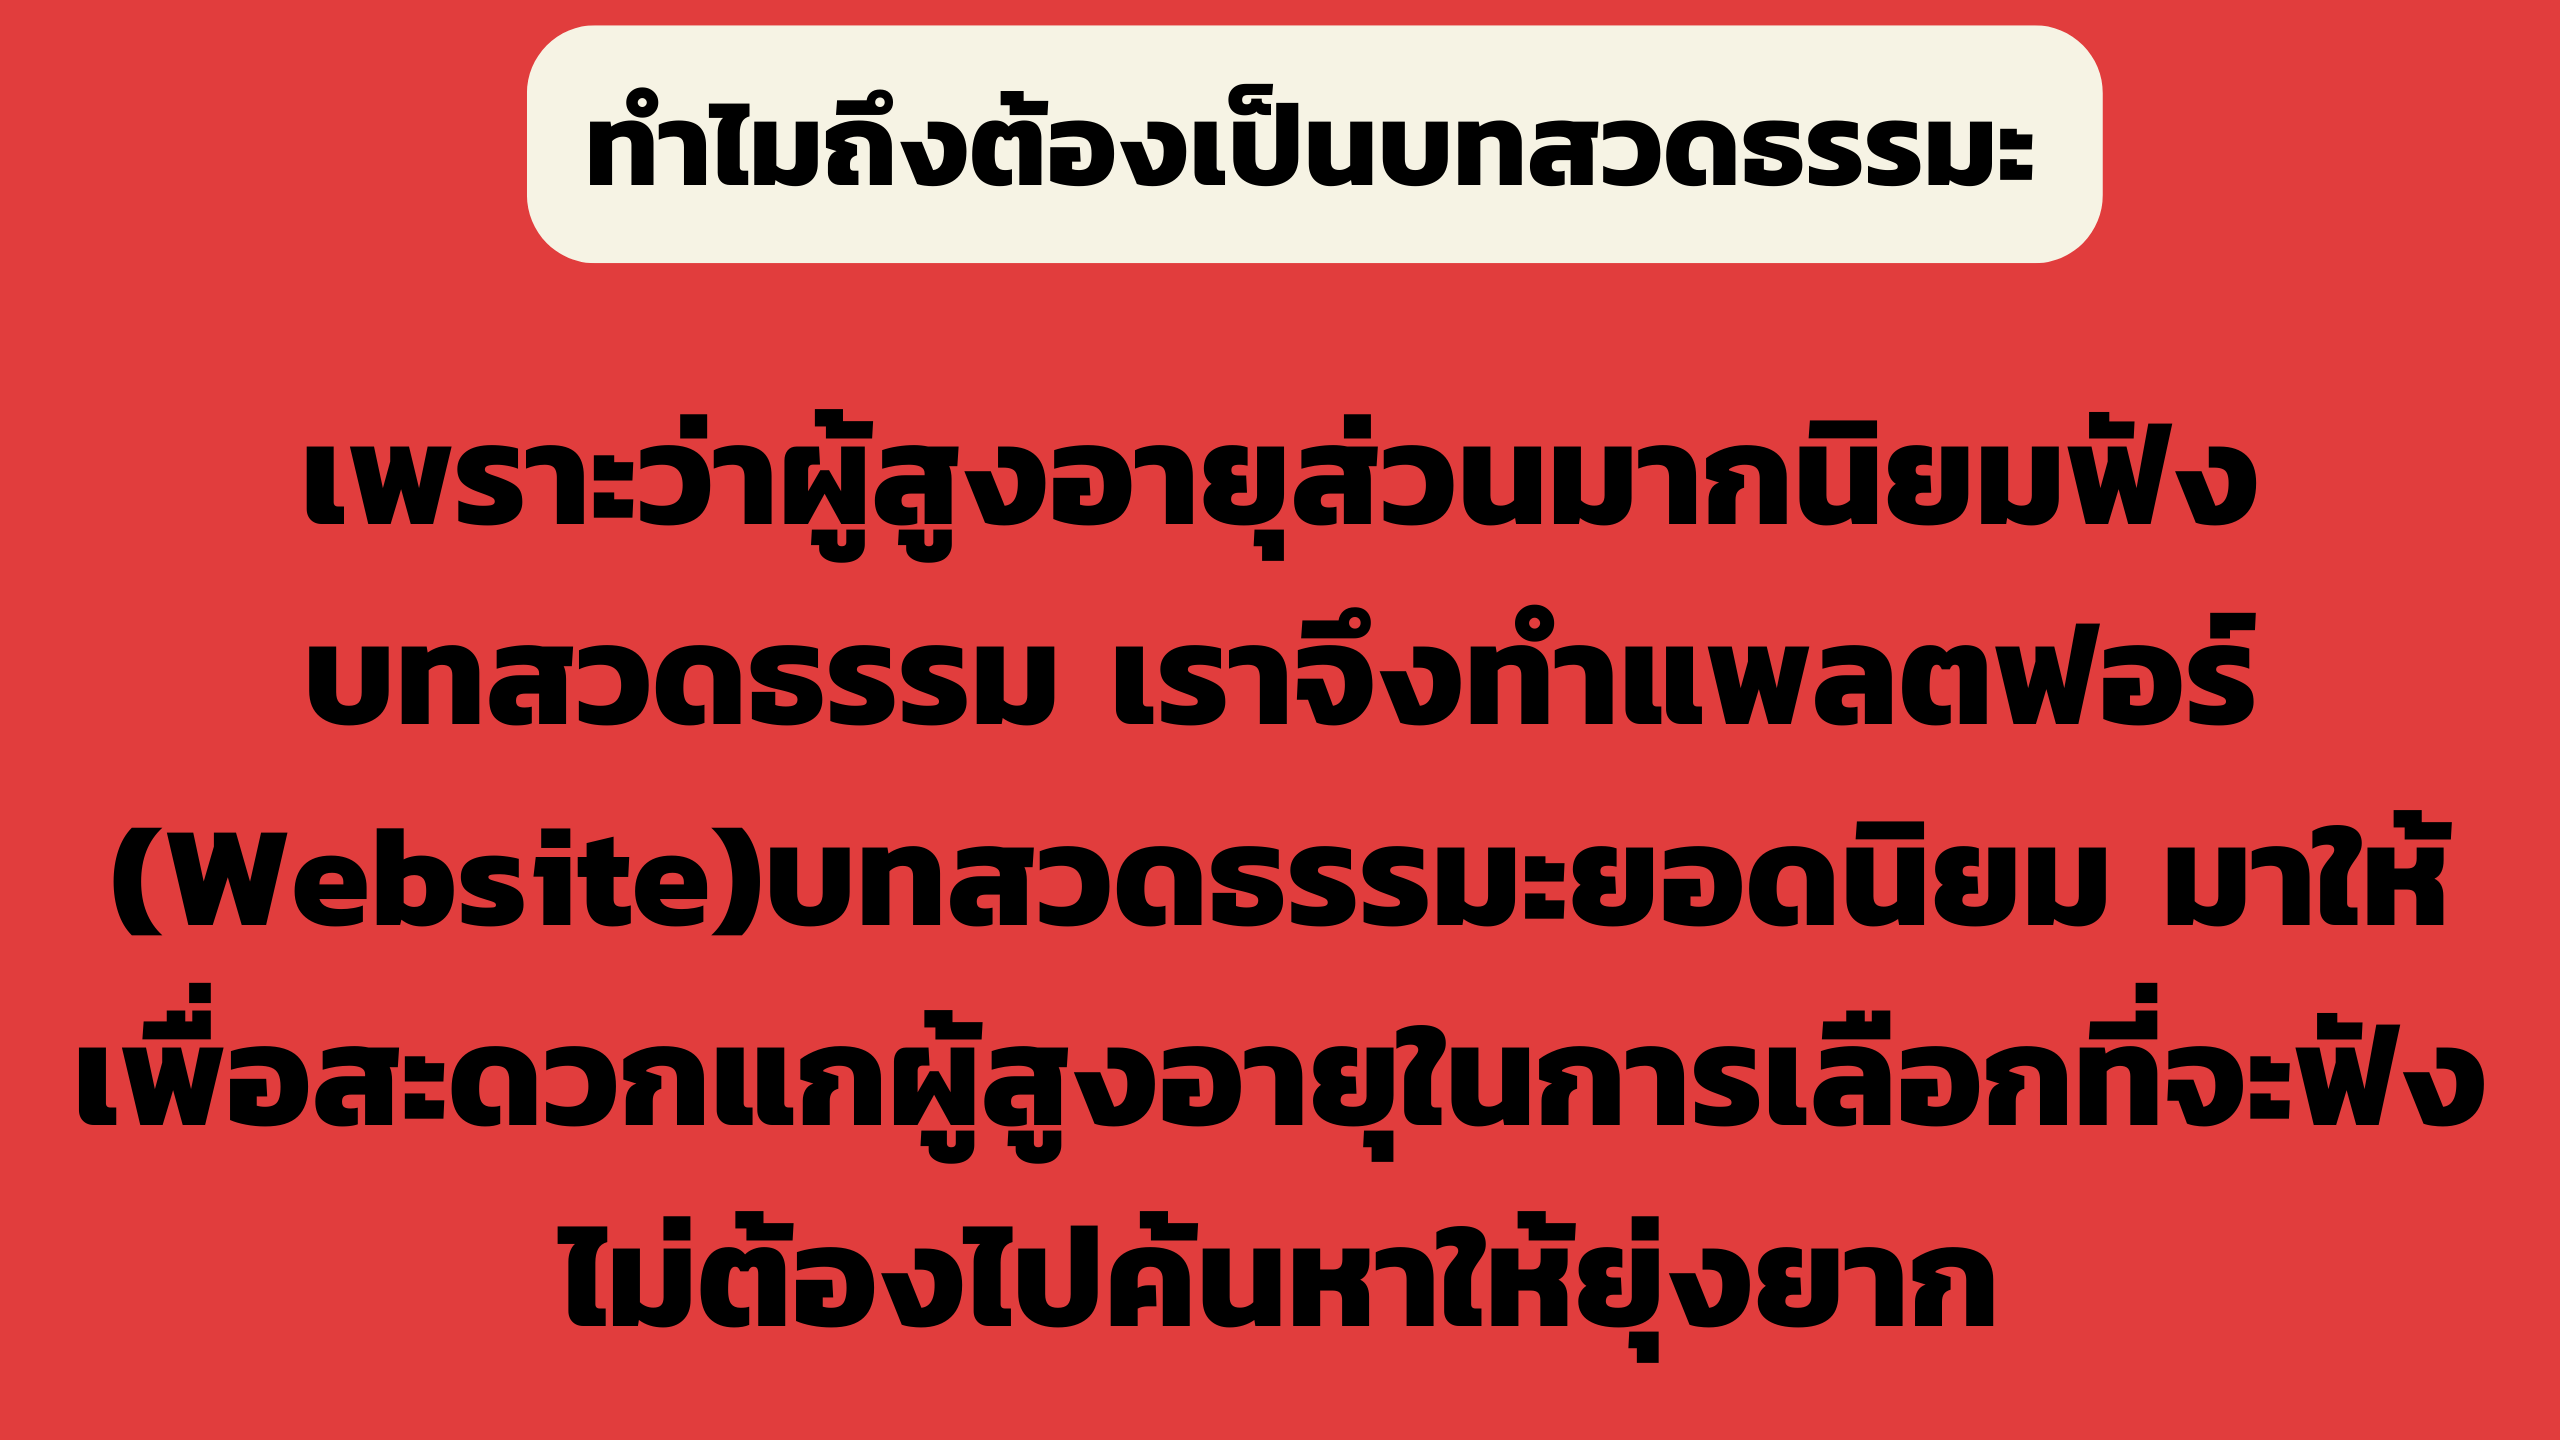 ทำไมถึงต้องเป็นบทสวดธรรมะ
เพราะว่าผู้สูงอายุส่วนมากนิยมฟัง
บทสวดธรรม เราจึงทำแพลตฟอร์
(Website)บทสวดธรรมะยอดนิยม มาให้
เพื่อสะดวกแกผู้สูงอายุในการเลือกที่จะฟัง
ไม่ต้องไปค้นหาให้ยุ่งยาก